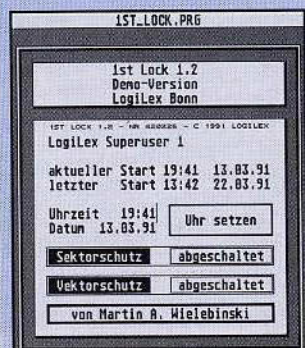 1ST_LOCK.PRG
1st Lock 1.2
Demo-Version
LogiLex Bonn
1ST LOCK 1.2 - NR 420826 - C 1991 LOGILEX
LogiLex Superuser 1
aktueller Start 19:41 13.03.91
letzter Start 13:42 22.03.91
Uhrzeit 19:41
Datum 13.03.91
Uhr setzen
Sektorschutz abgeschaltet
Vektorschutz abgeschaltet
von Martin A. Wielebinski